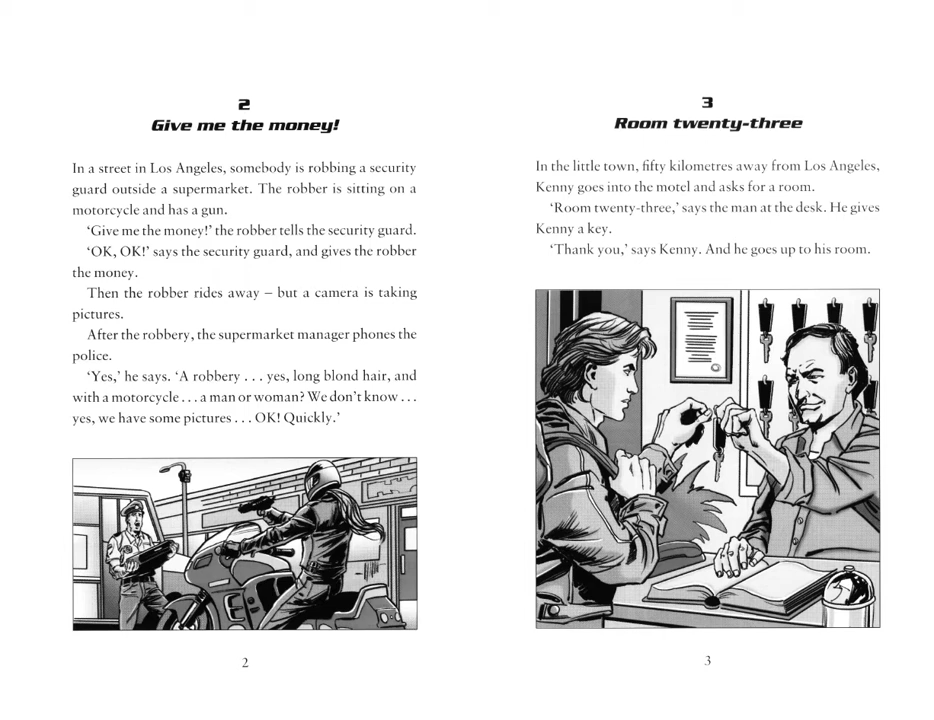 2
Give me the money!
In a street in Los Angeles, somebody is robbing a security
guard outside a supermarket. The robber is sitting on a
motorcycle and has a gun.
‘Give me the money!’ the robber tells the security guard.
‘OK, OK!’ says the security guard, and gives the robber
the money.
Then the robber rides away – but a camera is taking
pictures.
After the robbery, the supermarket manager phones the
police.
‘Yes,’ he says. ‘A robbery . . . yes, long blond hair, and
with a motorcycle . . . a man or woman? We don’t know . . .
yes, we have some pictures . . . OK! Quickly.’
2
3
Room twenty-three
In the little town, fifty kilometres away from Los Angeles,
Kenny goes into the motel and asks for a room.
‘Room twenty-three,’ says the man at the desk. He gives
Kenny a key.
‘Thank you,’ says Kenny. And he goes up to his room.
3